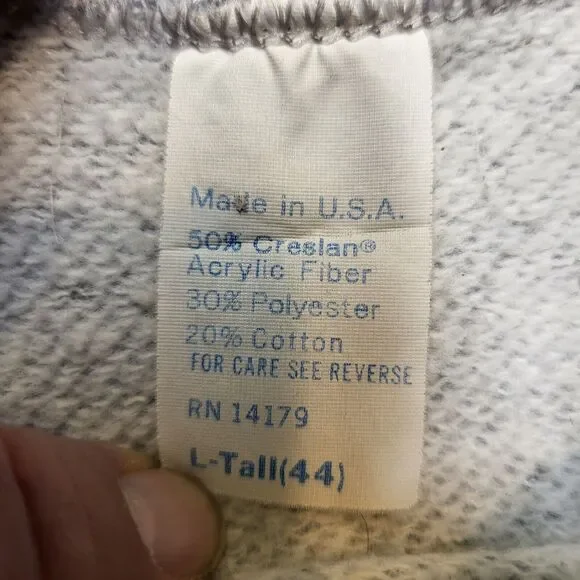 Made in U.S.A.
50% Creslan®
Acrylic Fiber
30% Polyester
20% Cotton
FOR CARE SEE REVERSE
RN 14179
L-Tall(44)